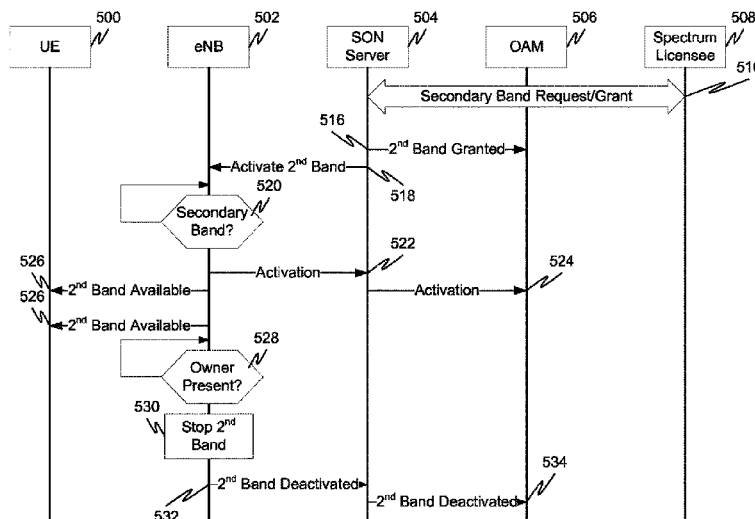 500
502
504
506
508
UE
eNB
SON
Server
OAM
Spectrum
Licensee
Secondary Band Request/Grant
510
516
2nd Band Granted
Activate 2nd Band
518
520
Secondary
Band?
522
524
526
Activation
2nd Band Available
Activation
526
2nd Band Available
528
Owner
Present?
530
Stop 2nd
Band
534
2nd Band Deactivated
532
2nd Band Deactivated